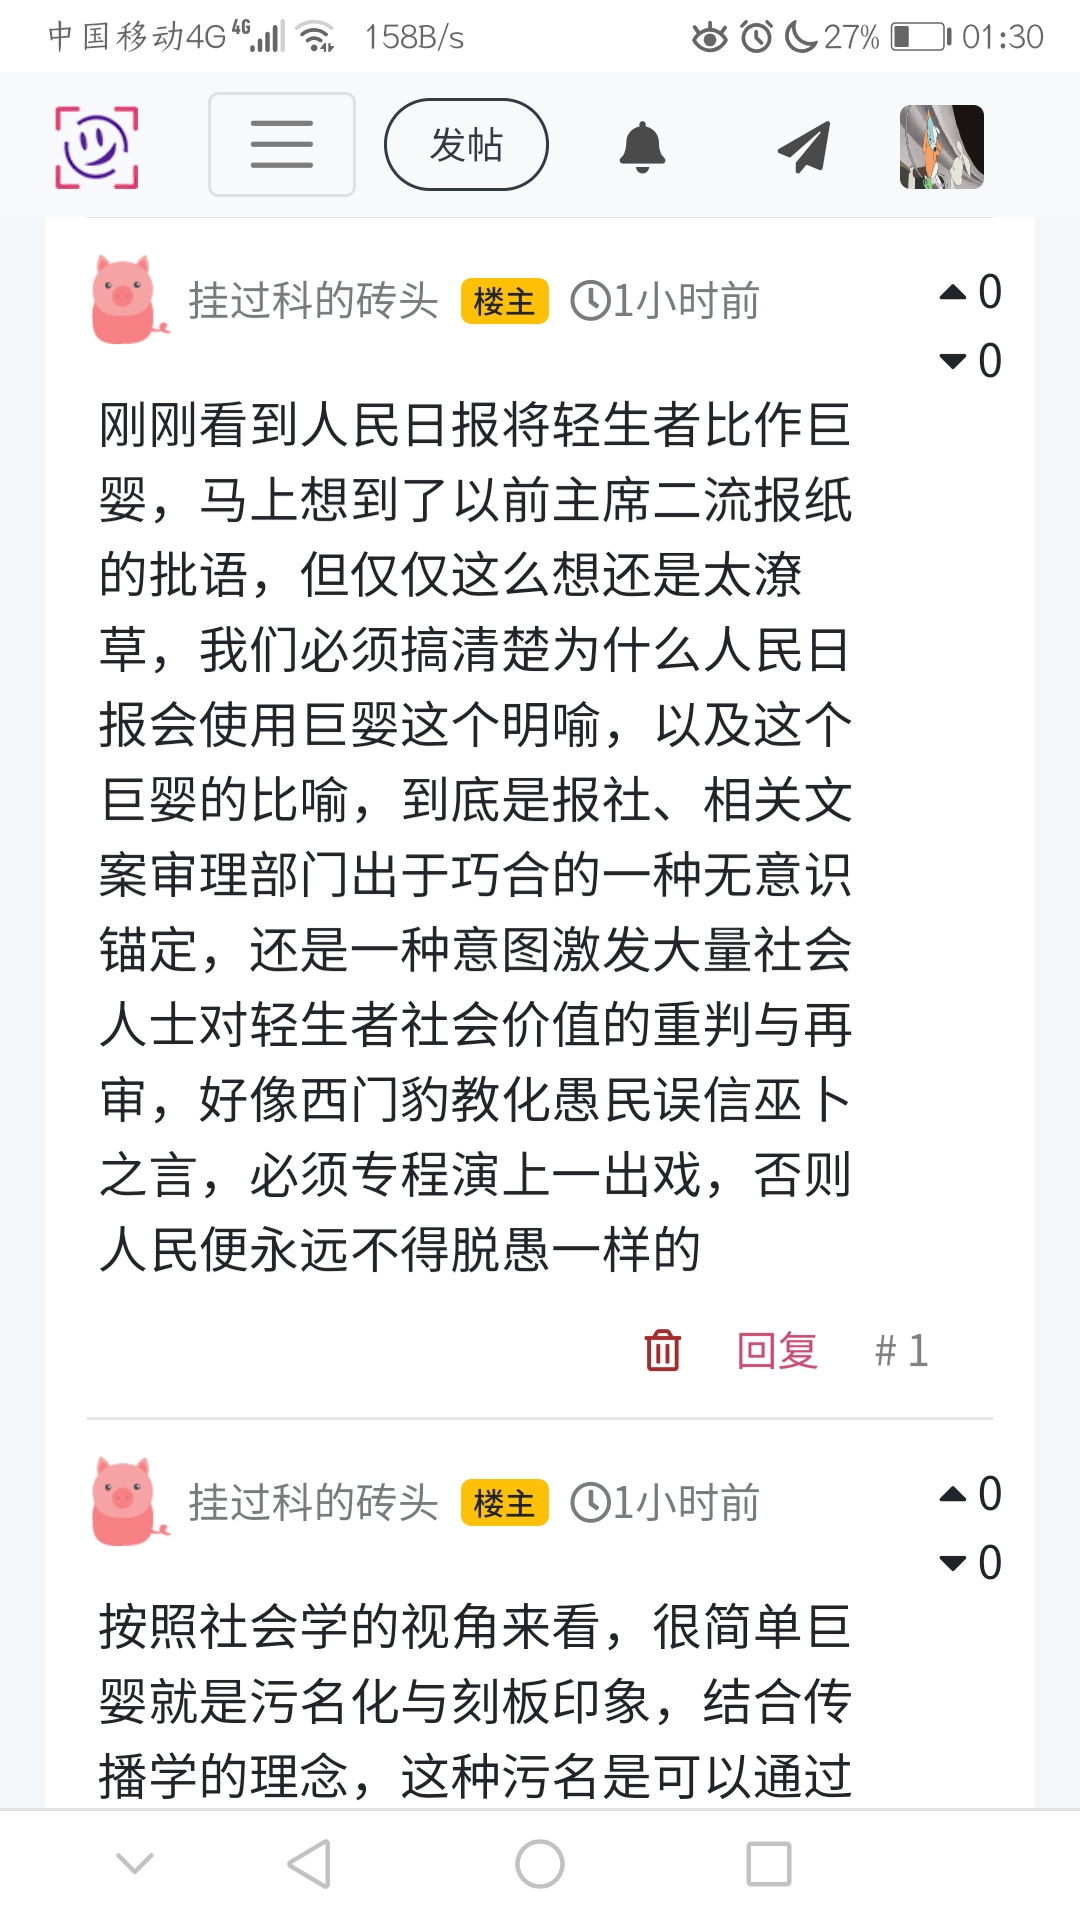 中国移动4G 4G 158B/s 27% 01:30
发帖
挂过科的砖头 楼主 1小时前 0
0
刚刚看到人民日报将轻生者比作巨
婴，马上想到了以前主席二流报纸
的批语，但仅仅这么想还是太潦
草，我们必须搞清楚为什么人民日
报会使用巨婴这个明喻，以及这个
巨婴的比喻，到底是报社、相关文
案审理部门出于巧合的一种无意识
锚定，还是一种意图激发大量社会
人士对轻生者社会价值的重判与再
审，好像西门豹教化愚民误信巫卜
之言，必须专程演上一出戏，否则
人民便永远不得脱愚一样的
回复 # 1
挂过科的砖头 楼主 1小时前 0
0
按照社会学的视角来看，很简单巨
婴就是污名化与刻板印象，结合传
播学的理念，这种污名是可以通过